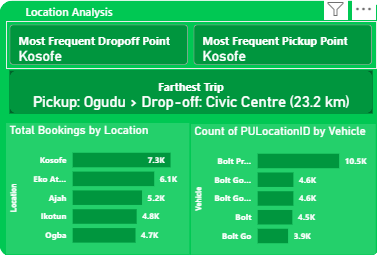 Location Analysis
Most Frequent Dropoff Point
Kosofe
Most Frequent Pickup Point
Kosofe
Farthest Trip
Pickup: Ogudu > Drop-off: Civic Centre (23.2 km)
Total Bookings by Location
Location
Kosofe 7.3K
Eko At... 6.1K
Ajah 5.2K
Ikotun 4.8K
Ogba 4.7K
Count of PULocationID by Vehicle
Vehicle
Bolt Pr... 10.5K
Bolt Go... 4.6K
Bolt Go... 4.6K
Bolt 4.5K
Bolt Go 3.9K